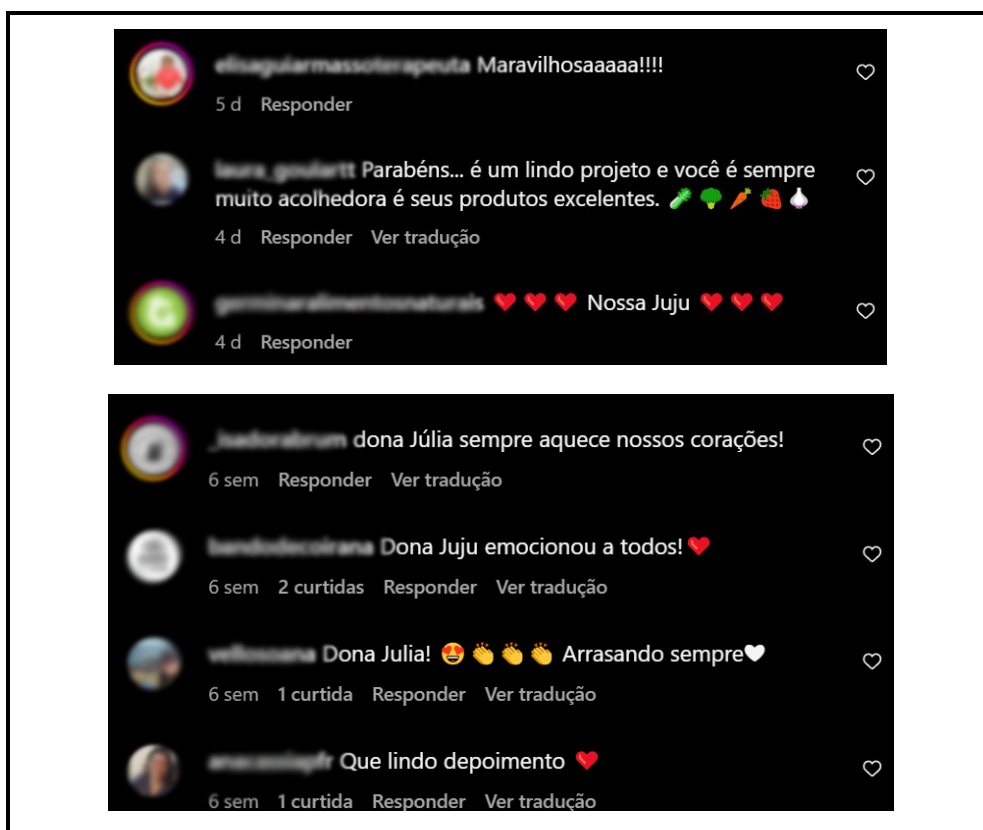 Maravilhosaaaaa!!!!
5 d Responder
Parabéns... é um lindo projeto e você é sempre
muito acolhedora é seus produtos excelentes. 🥒 🥦 🥕 🍓 🧄
4 d Responder Ver tradução
❤️ ❤️ ❤️ Nossa Juju ❤️ ❤️ ❤️
4 d Responder
dona Júlia sempre aquece nossos corações!
6 sem Responder Ver tradução
Dona Juju emocionou a todos!❤️
6 sem 2 curtidas Responder Ver tradução
Dona Julia! 😍 👏 👏 👏 Arrasando sempre🤍
6 sem 1 curtida Responder Ver tradução
Que lindo depoimento ❤️
6 sem 1 curtida Responder Ver tradução